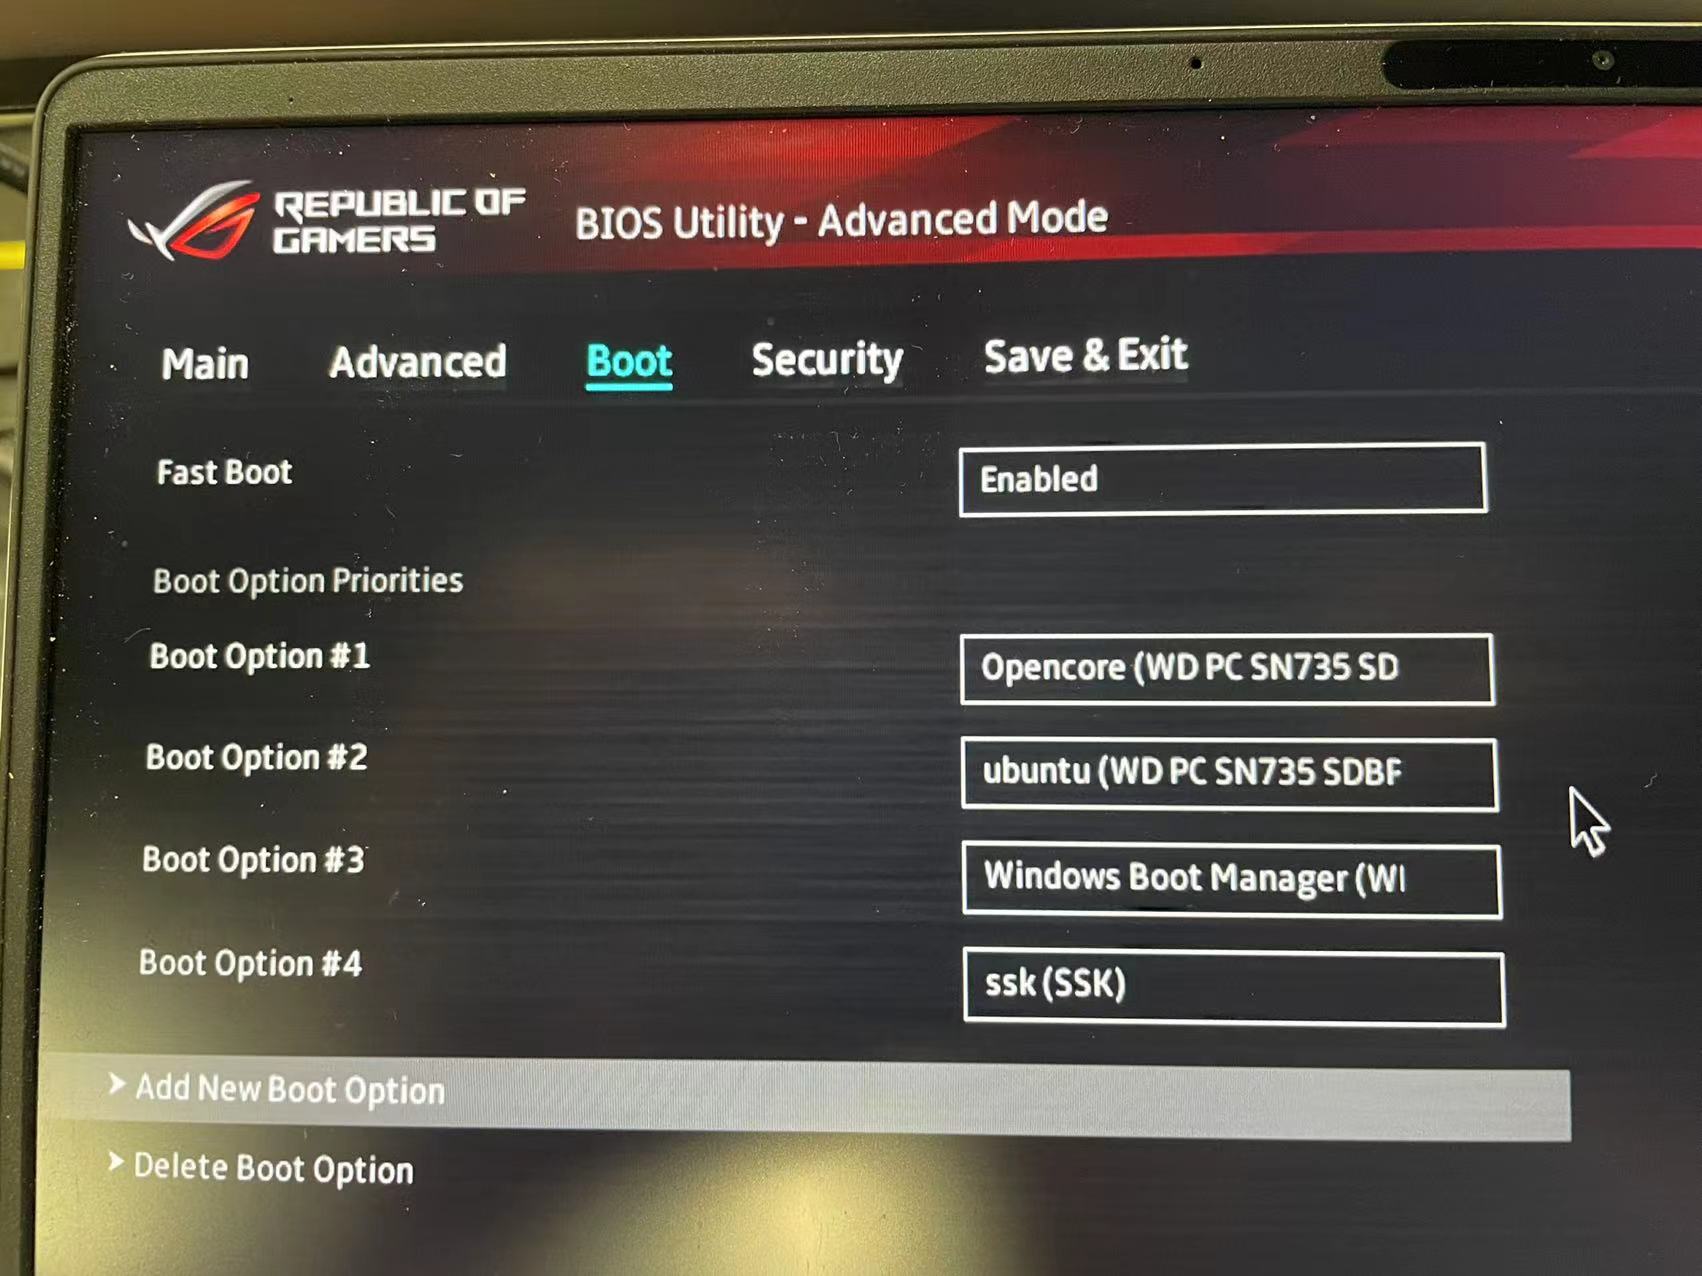 REPUBLIC OF
GAMERS
BIOS Utility - Advanced Mode
Main Advanced Boot Security Save & Exit
Fast Boot Enabled
Boot Option Priorities
Boot Option #1 Opencore (WD PC SN735 SD
Boot Option #2 ubuntu (WD PC SN735 SDBF
Boot Option #3 Windows Boot Manager (WI
Boot Option #4 ssk (SSK)
Add New Boot Option
Delete Boot Option